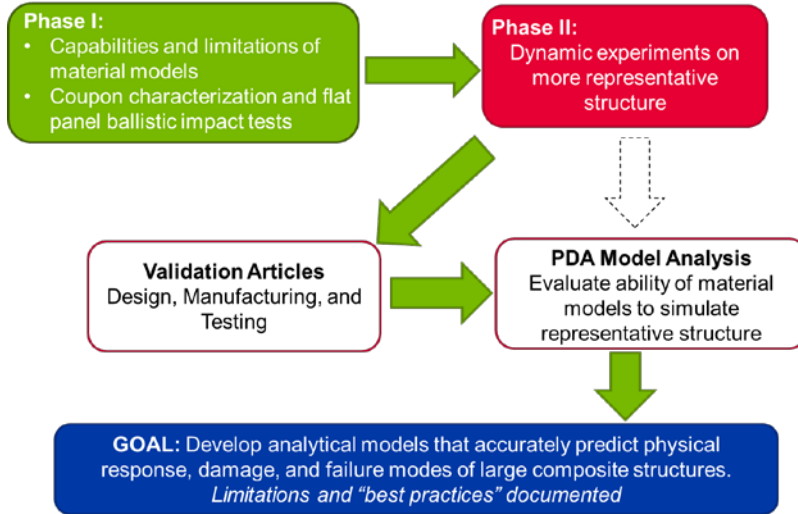 Phase I:
• Capabilities and limitations of
material models
• Coupon characterization and flat
panel ballistic impact tests
Phase II:
Dynamic experiments on
more representative
structure
Validation Articles
Design, Manufacturing, and
Testing
PDA Model Analysis
Evaluate ability of material
models to simulate
representative structure
GOAL: Develop analytical models that accurately predict physical
response, damage, and failure modes of large composite structures.
Limitations and “best practices” documented